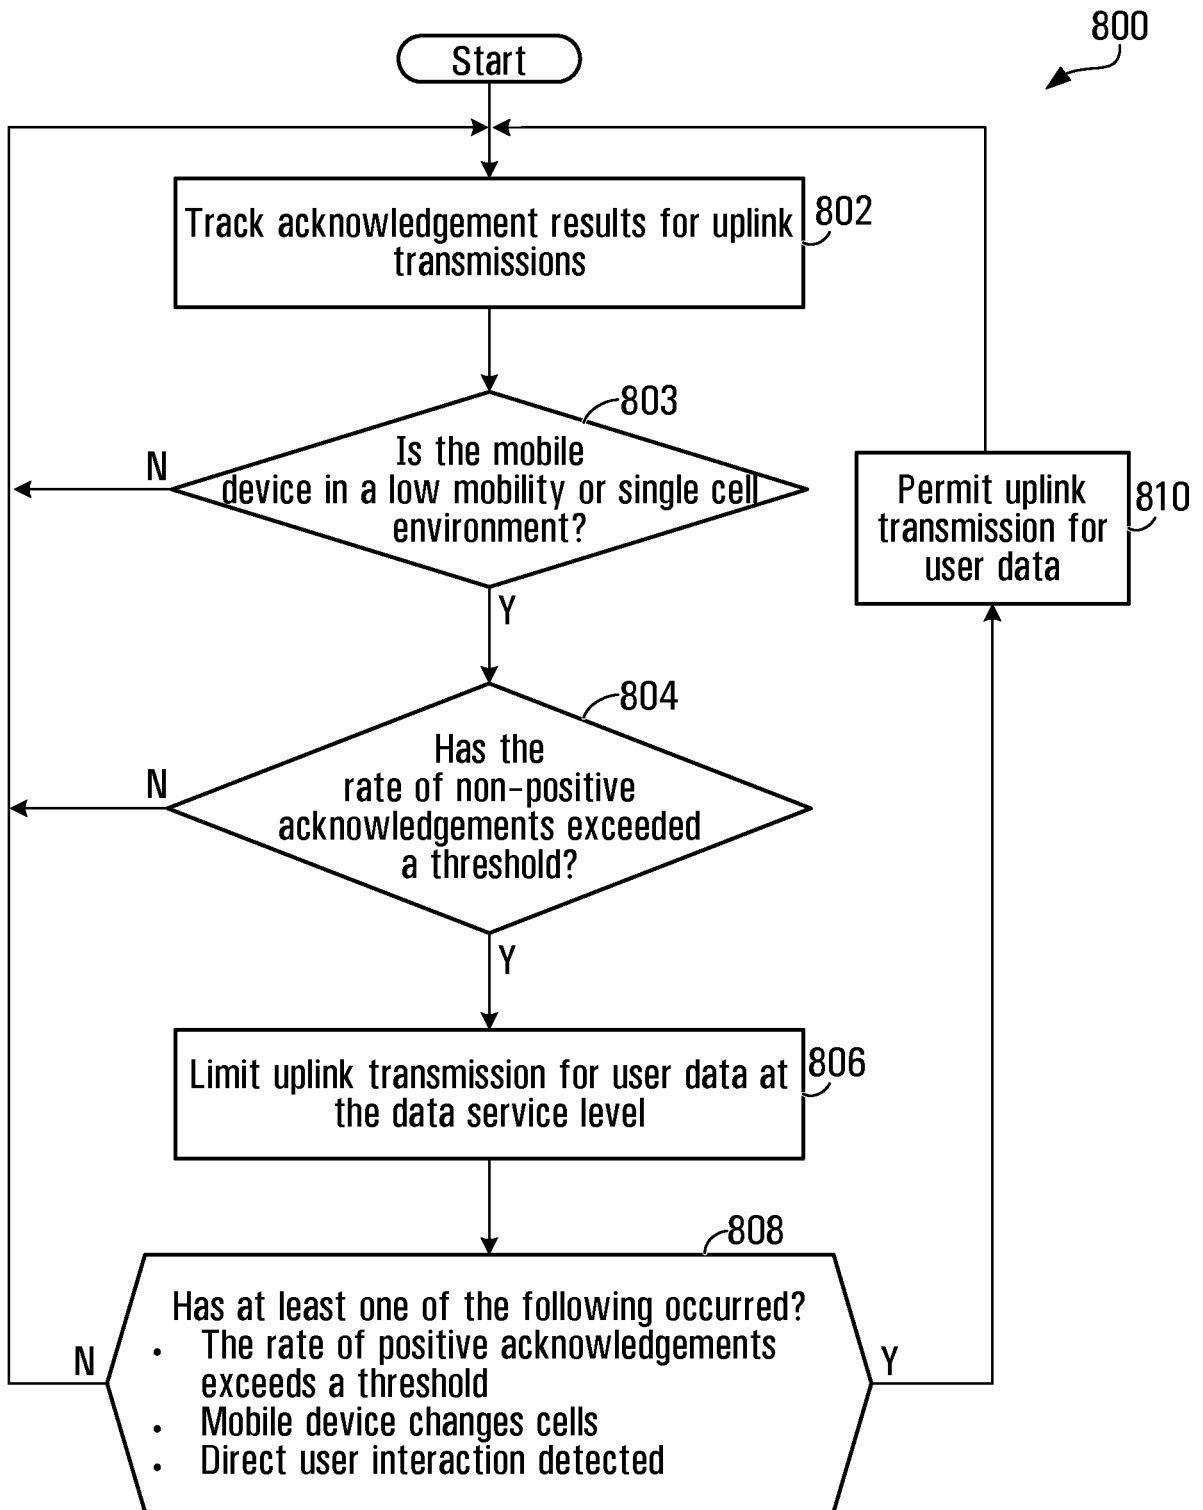 800
Start
Track acknowledgement results for uplink
transmissions
802
803
Is the mobile
device in a low mobility or single cell
environment?
N
Y
Permit uplink
transmission for
user data
810
804
Has the
rate of non-positive
acknowledgements exceeded
a threshold?
N
Y
Limit uplink transmission for user data at
the data service level
806
808
Has at least one of the following occurred?
• The rate of positive acknowledgements
exceeds a threshold
• Mobile device changes cells
• Direct user interaction detected
N
Y